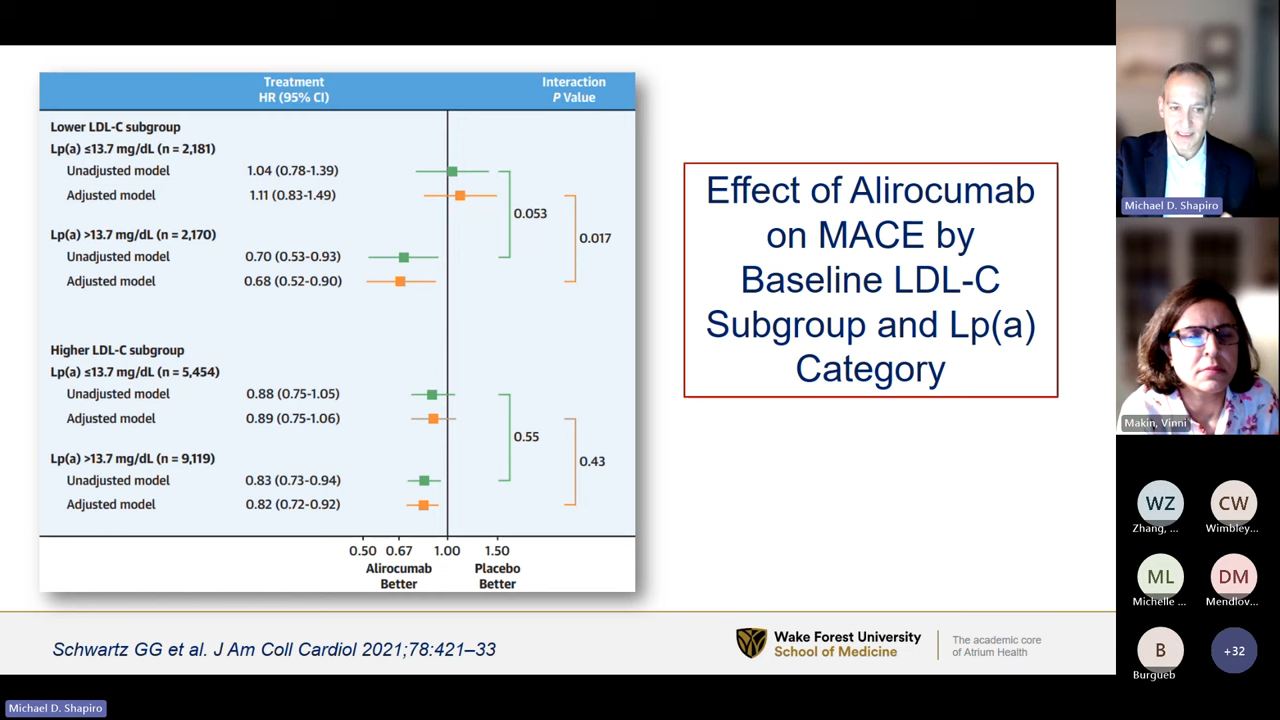 Treatment
HR (95% CI)
Interaction
P Value
Lower LDL-C subgroup
Lp(a) ≤13.7 mg/dL (n = 2,181)
Unadjusted model 1.04 (0.78-1.39)
Adjusted model 1.11 (0.83-1.49)
0.053
0.017
Lp(a) >13.7 mg/dL (n = 2,170)
Unadjusted model 0.70 (0.53-0.93)
Adjusted model 0.68 (0.52-0.90)
Higher LDL-C subgroup
Lp(a) ≤13.7 mg/dL (n = 5,454)
Unadjusted model 0.88 (0.75-1.05)
Adjusted model 0.89 (0.75-1.06)
0.55
0.43
Lp(a) >13.7 mg/dL (n = 9,119)
Unadjusted model 0.83 (0.73-0.94)
Adjusted model 0.82 (0.72-0.92)
0.50 0.67 1.00 1.50
Alirocumab
Better
Placebo
Better
Effect of Alirocumab
on MACE by
Baseline LDL-C
Subgroup and Lp(a)
Category
Schwartz GG et al. J Am Coll Cardiol 2021;78:421–33
Wake Forest University
School of Medicine
The academic core
of Atrium Health
Michael D. Shapiro
Michael D. Shapiro
Makin, Vinni
WZ
Zhang, ...
CW
Wimbley...
ML
Michelle ...
DM
Mendlov...
B
Burgueb
+32